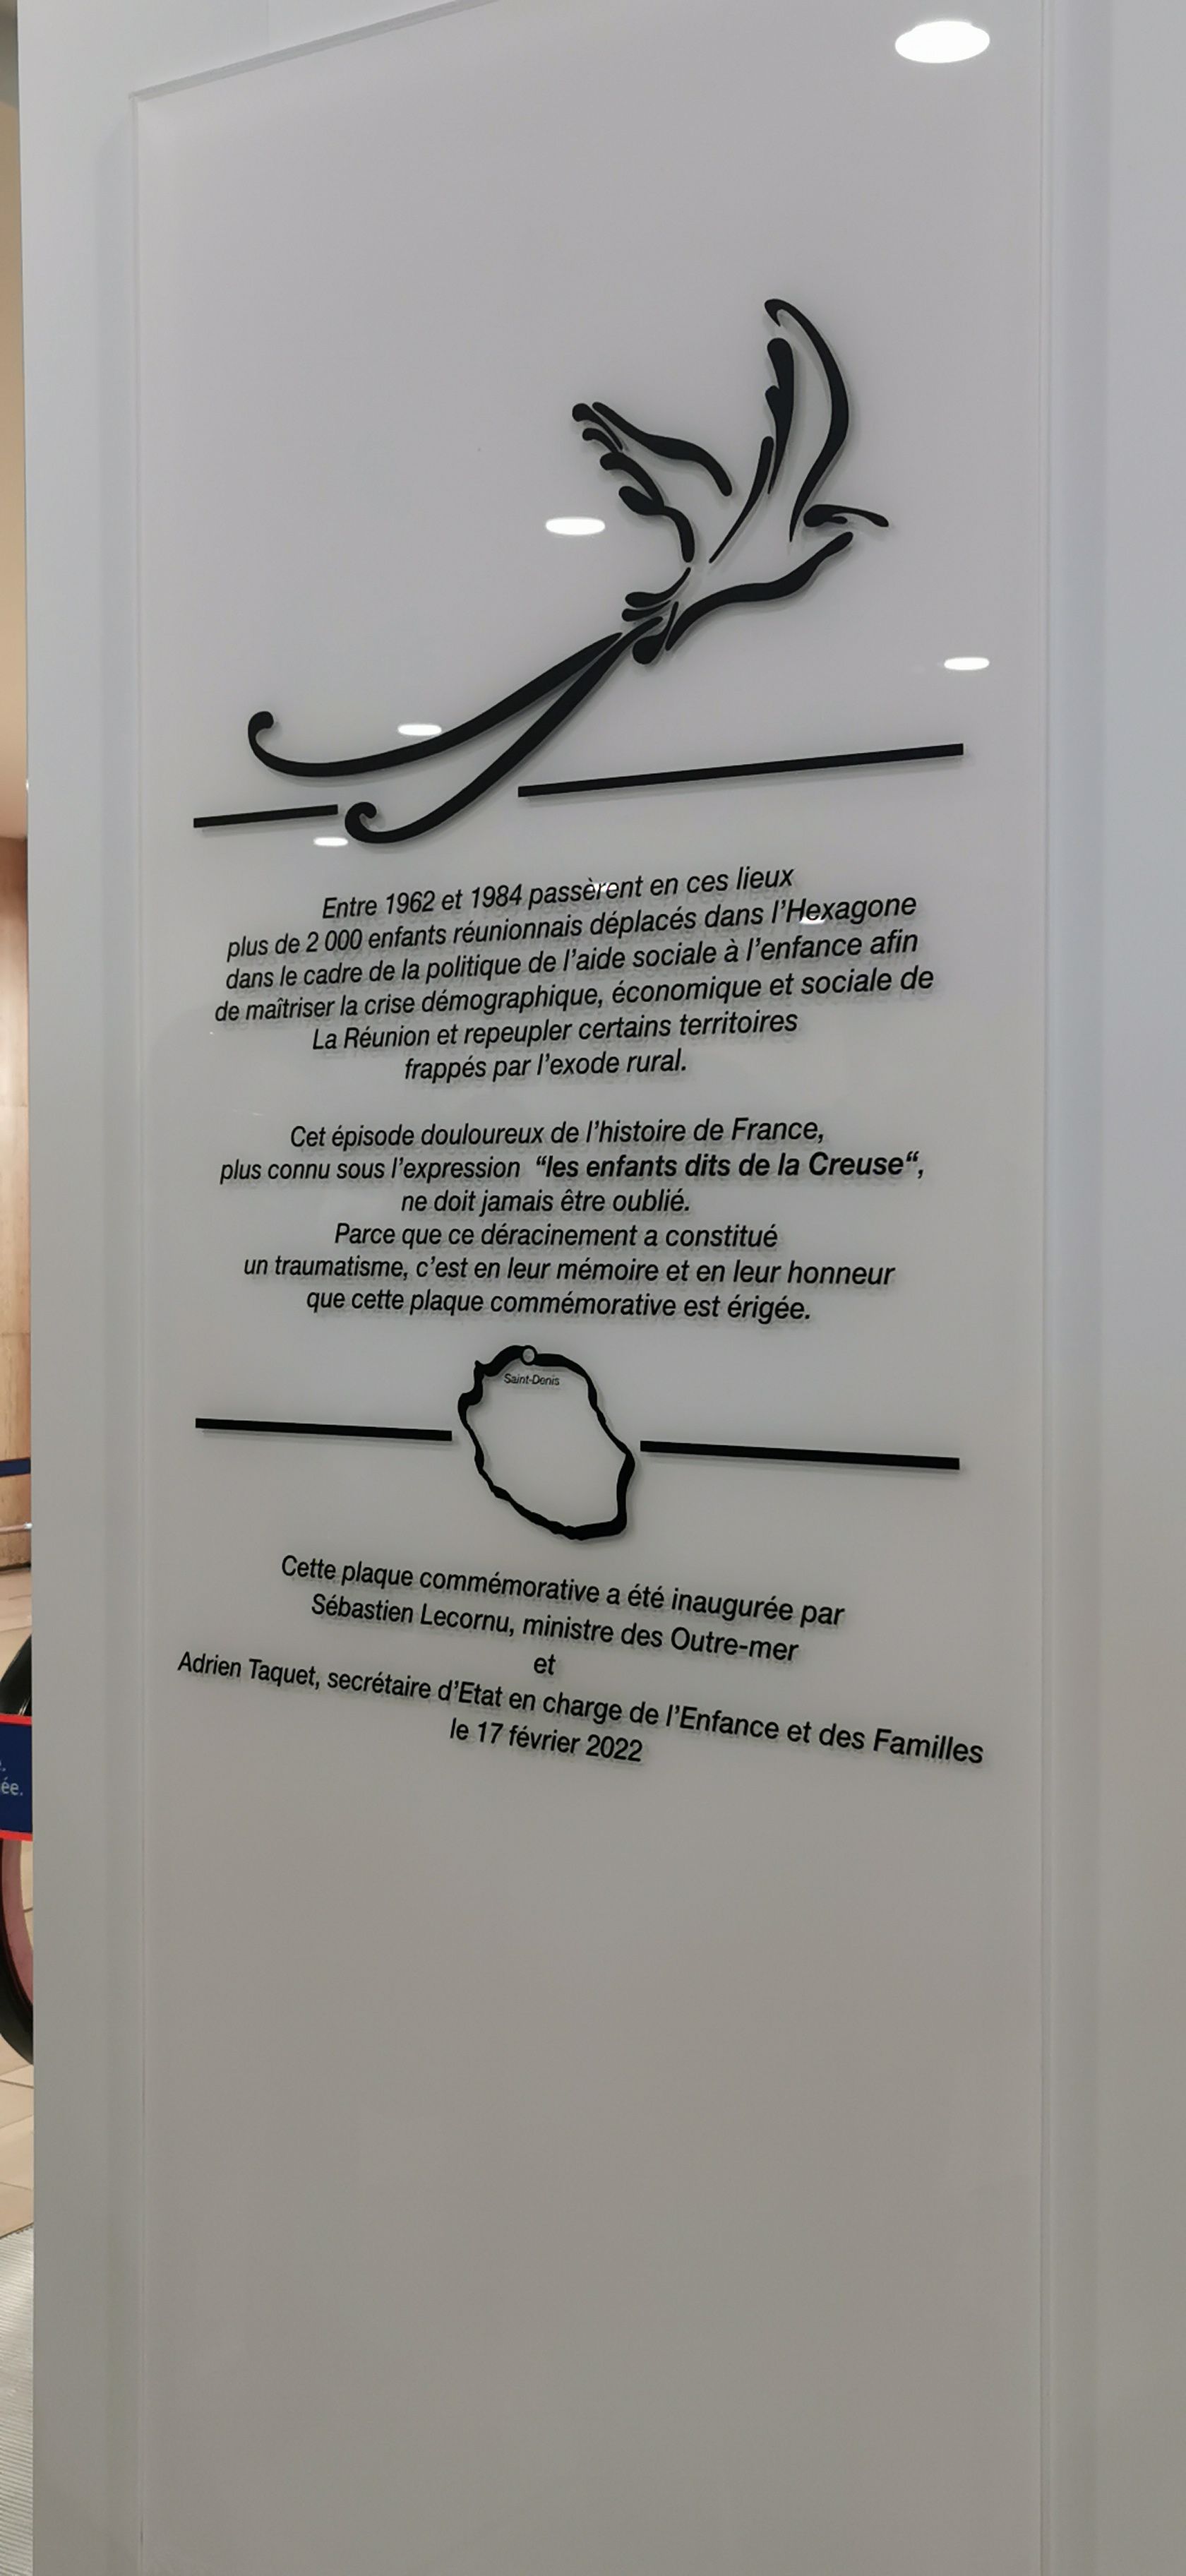 Entre 1962 et 1984 passèrent en ces lieux
plus de 2 000 enfants réunionnais déplacés dans l'Hexagone
dans le cadre de la politique de l'aide sociale à l'enfance afin
de maîtriser la crise démographique, économique et sociale de
La Réunion et repeupler certains territoires
frappés par l'exode rural.
Cet épisode douloureux de l'histoire de France,
plus connu sous l'expression “les enfants dits de la Creuse“,
ne doit jamais être oublié.
Parce que ce déracinement a constitué
un traumatisme, c'est en leur mémoire et en leur honneur
que cette plaque commémorative est érigée.
Saint-Denis
Cette plaque commémorative a été inaugurée par
Sébastien Lecornu, ministre des Outre-mer
et
Adrien Taquet, secrétaire d'Etat en charge de l'Enfance et des Familles
le 17 février 2022
ée.